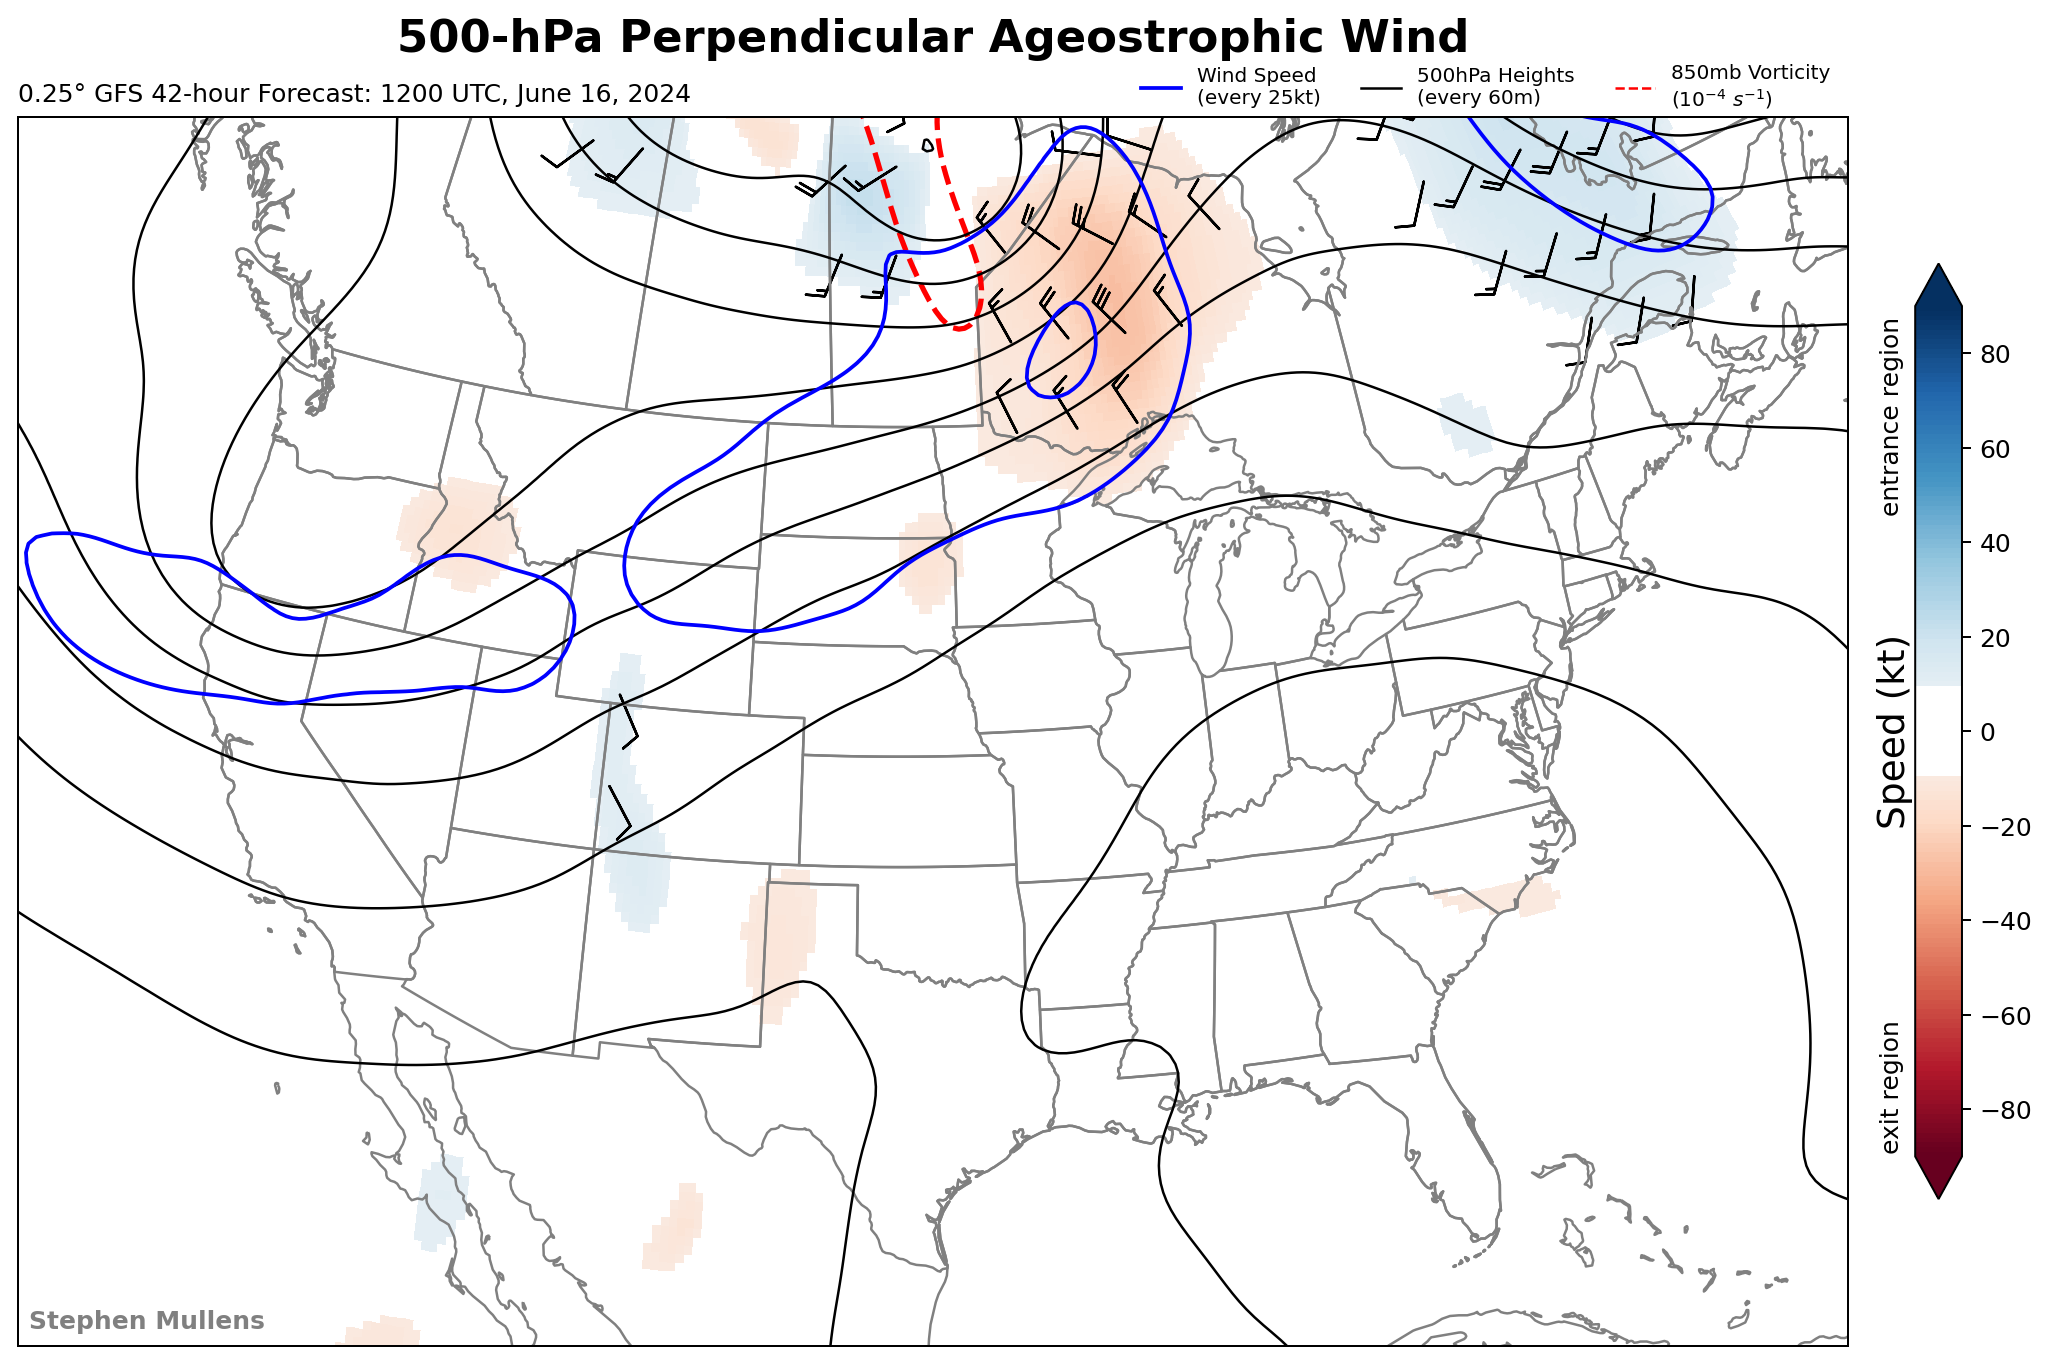 500-hPa Perpendicular Ageostrophic Wind
0.25° GFS 42-hour Forecast: 1200 UTC, June 16, 2024
Wind Speed
(every 25kt)
500hPa Heights
(every 60m)
850mb Vorticity
(10⁻⁴ s⁻¹)
entrance region
Speed (kt)
exit region
80
60
40
20
0
−20
−40
−60
−80
Stephen Mullens